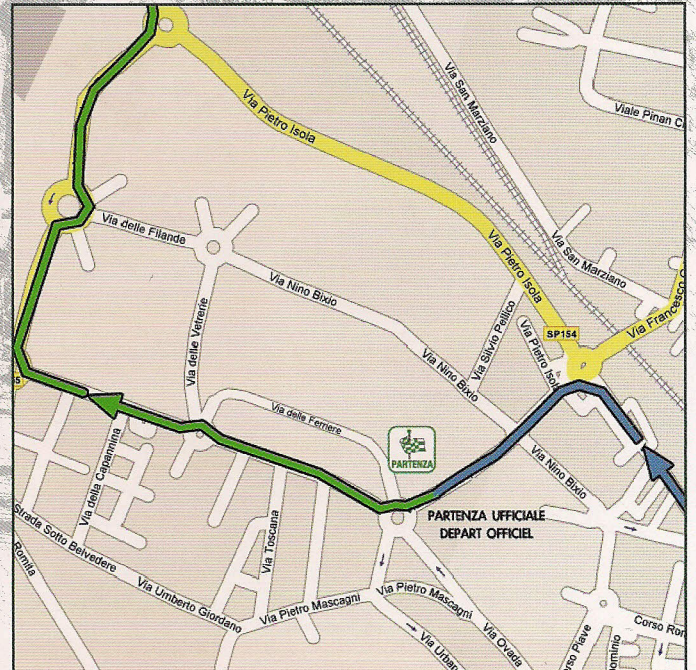 Via Pietro Isola
Via San Marziano
Viale Pinan
Via delle Filande
Via Nino Bixio
Via San Marziano
Via Pietro Isola
Via delle Vetrerie
Via Silvio Pellico
Via Pietro Isola
SP154
Via Francesco
Via Nino Bixio
Via delle Ferriere
PARTENZA
Via Nino Bixio
PARTENZA UFFICIALE
DEPART OFFICIEL
Via della Capannina
Via Toscana
Strada Sotto Belvedere
Romita
Via Umberto Giordano
Via Pietro Mascagni
Via Pietro Mascagni
Via Ovada
Via Urban
Piave
Corso